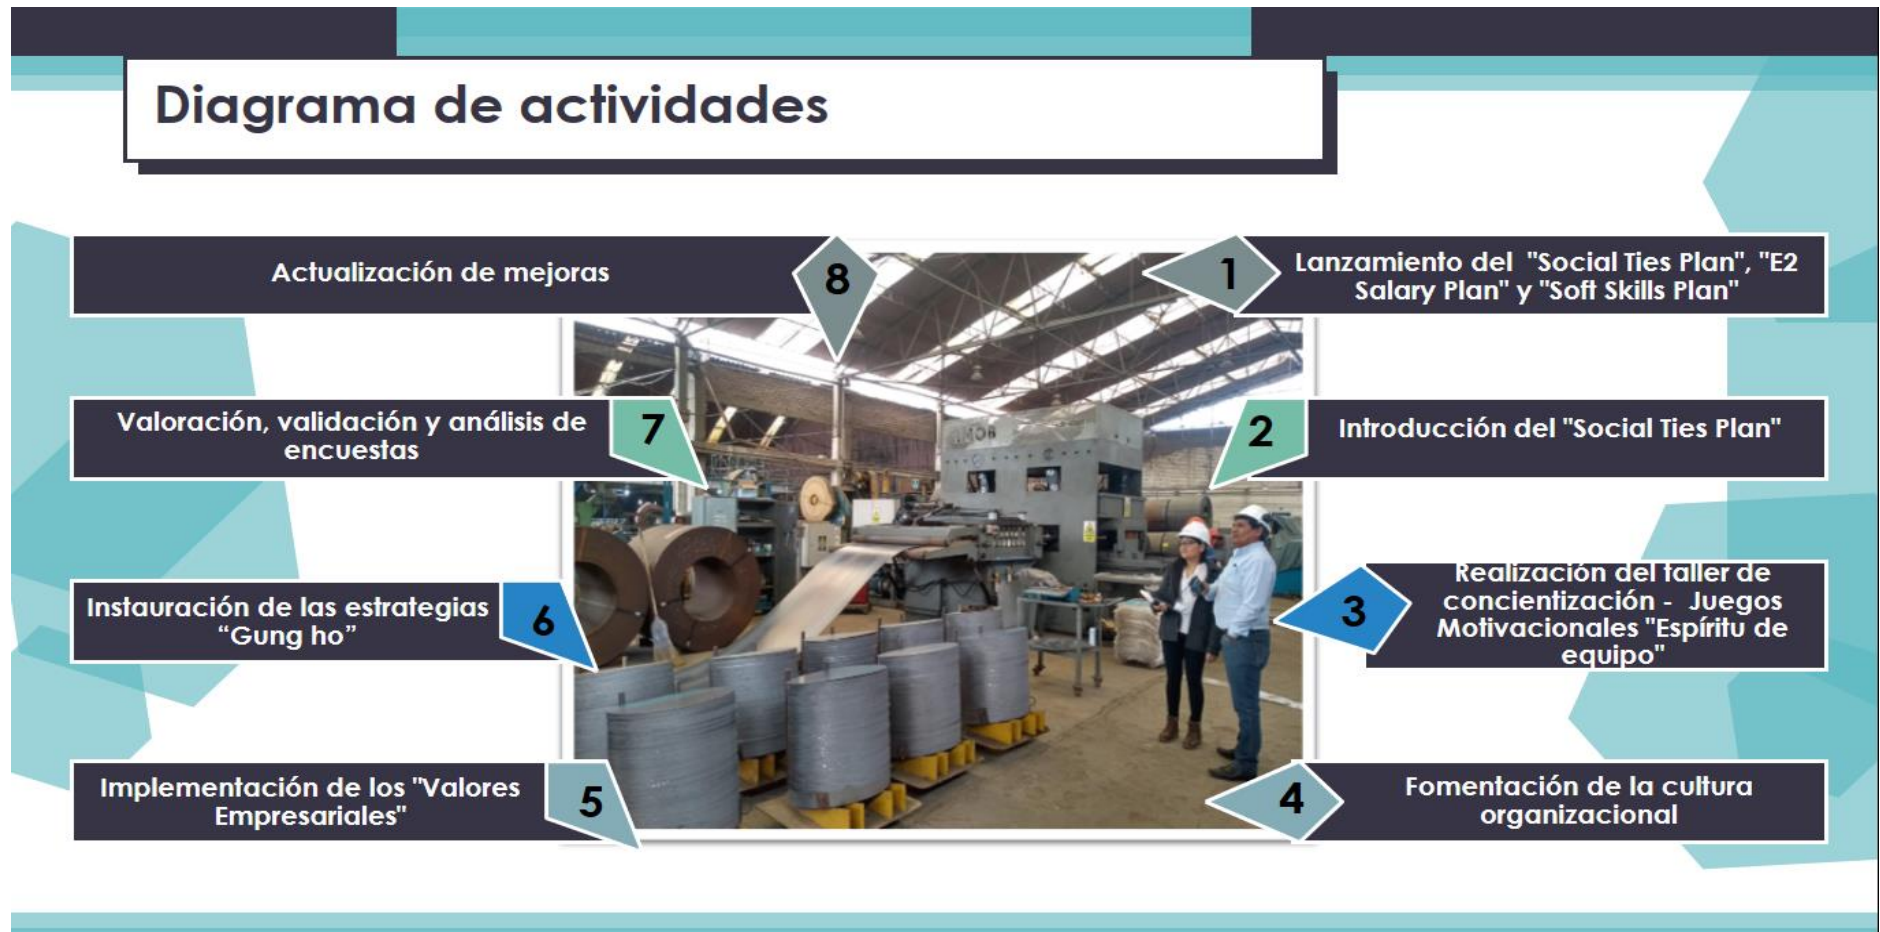 Diagrama de actividades
8
Actualización de mejoras
1
Lanzamiento del "Social Ties Plan", "E2
Salary Plan" y "Soft Skills Plan"
7
Valoración, validación y análisis de
encuestas
2
Introducción del "Social Ties Plan"
6
Instauración de las estrategias
“Gung ho”
3
Realización del taller de
concientización - Juegos
Motivacionales "Espíritu de
equipo"
5
Implementación de los "Valores
Empresariales"
4
Fomentación de la cultura
organizacional